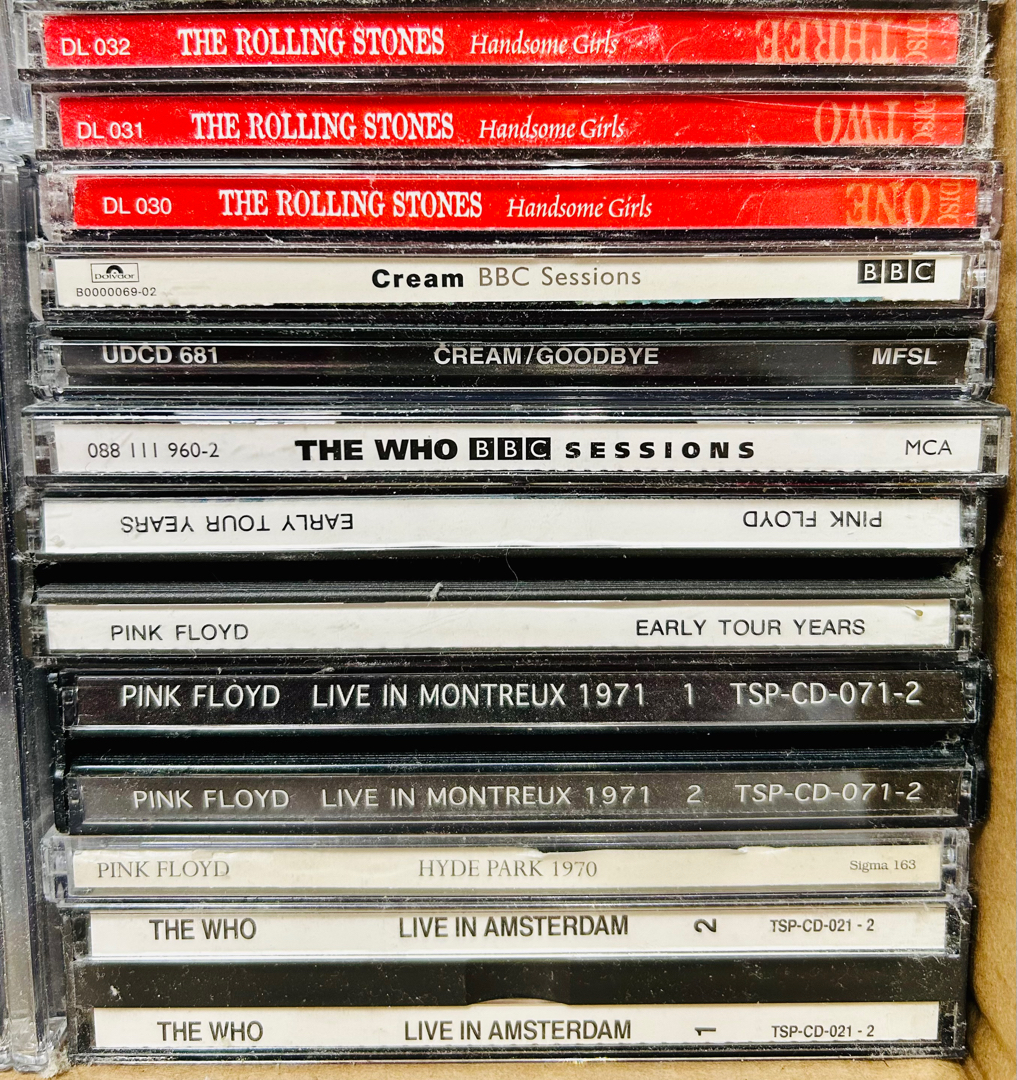 DL 032 THE ROLLING STONES Handsome Girls DISC THREE
DL 031 THE ROLLING STONES Handsome Girls DISC TWO
DL 030 THE ROLLING STONES Handsome Girls DISC ONE
Polydor B0000069-02 Cream BBC Sessions BBC
UDCD 681 CREAM/GOODBYE MFSL
088 111 960-2 THE WHO BBC SESSIONS MCA
PINK FLOYD EARLY TOUR YEARS
PINK FLOYD EARLY TOUR YEARS
PINK FLOYD LIVE IN MONTREUX 1971 1 TSP-CD-071-2
PINK FLOYD LIVE IN MONTREUX 1971 2 TSP-CD-071-2
PINK FLOYD HYDE PARK 1970 Sigma 163
THE WHO LIVE IN AMSTERDAM 2 TSP-CD-021 - 2
THE WHO LIVE IN AMSTERDAM 1 TSP-CD-021 - 2